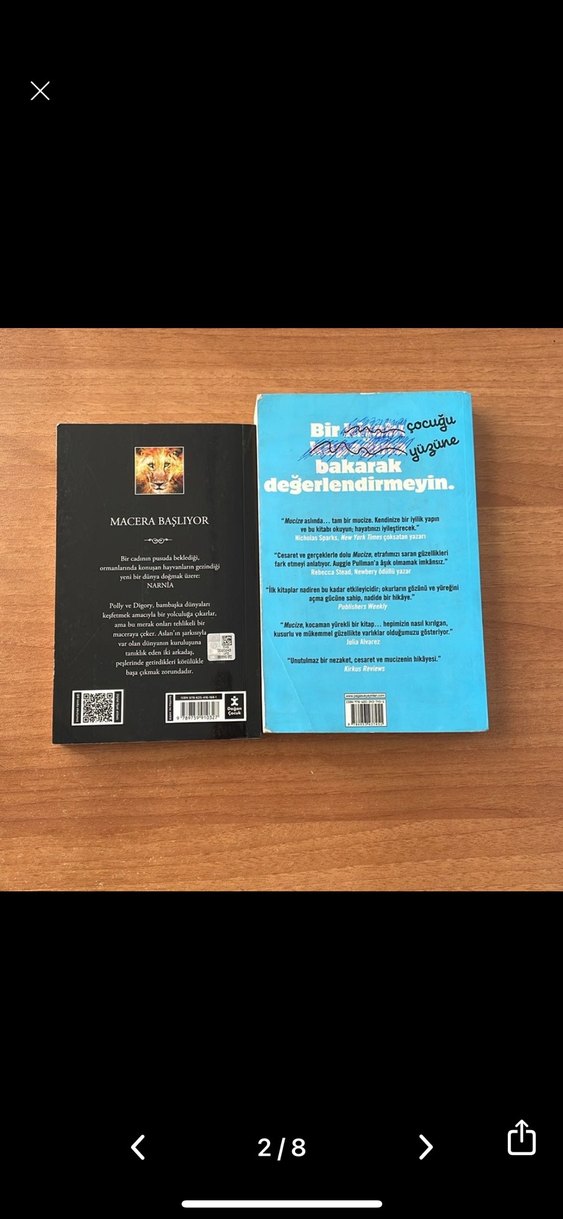 MACERA BAŞLIYOR
Bir cadının pusuda beklediği,
ormanlarında konuşan hayvanların gezindiği
yeni bir dünya doğmak üzere:
NARNİA
Polly ve Digory, bambaşka dünyaları
keşfetmek amacıyla bir yolculuğa çıkarlar,
ama bu merak onları tehlikeli bir
maceraya çeker. Aslan'ın şarkısıyla
var olan dünyanın kuruluşuna
tanıklık eden iki arkadaş,
peşlerinde getirdikleri kötülükle
başa çıkmak zorundadır.
Doğan
Çocuk
Bir
çocuğu
yüzüne
bakarak
değerlendirmeyin.
"Mucize aslında... tam bir mucize. Kendinize bir iyilik yapın
ve bu kitabı okuyun; hayatınızı iyileştirecek."
Nicholas Sparks, New York Times çoksatan yazarı
"Cesaret ve gerçeklerle dolu Mucize, etrafımızı saran güzellikleri
fark etmeyi anlatıyor. Auggie Pullman'a âşık olmamak imkânsız."
Rebecca Stead, Newbery ödüllü yazar
"İlk kitaplar nadiren bu kadar etkileyicidir; okurların gözünü ve yüreğini
açma gücüne sahip, nadide bir hikâye."
Publishers Weekly
"Mucize, kocaman yürekli bir kitap... hepimizin nasıl kırılgan,
kusurlu ve mükemmel güzellikte varlıklar olduğumuzu gösteriyor."
Julia Alvarez
"Unutulmaz bir nezaket, cesaret ve mucizenin hikâyesi."
Kirkus Reviews
2/8